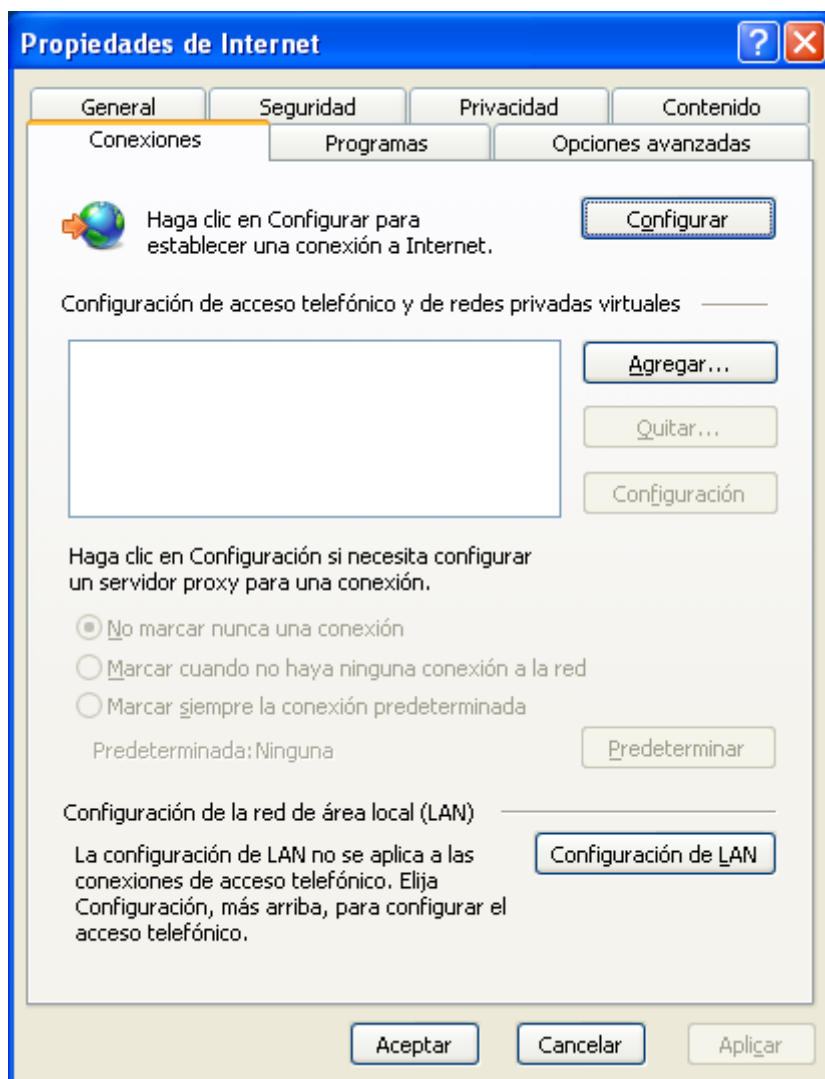 Propiedades de Internet
General
Seguridad
Privacidad
Contenido
Conexiones
Programas
Opciones avanzadas
Haga clic en Configurar para
establecer una conexión a Internet.
Configurar
Configuración de acceso telefónico y de redes privadas virtuales
Agregar...
Quitar...
Configuración
Haga clic en Configuración si necesita configurar
un servidor proxy para una conexión.
No marcar nunca una conexión
Marcar cuando no haya ninguna conexión a la red
Marcar siempre la conexión predeterminada
Predeterminada: Ninguna
Predeterminar
Configuración de la red de área local (LAN)
La configuración de LAN no se aplica a las
conexiones de acceso telefónico. Elija
Configuración, más arriba, para configurar el
acceso telefónico.
Configuración de LAN
Aceptar
Cancelar
Aplicar